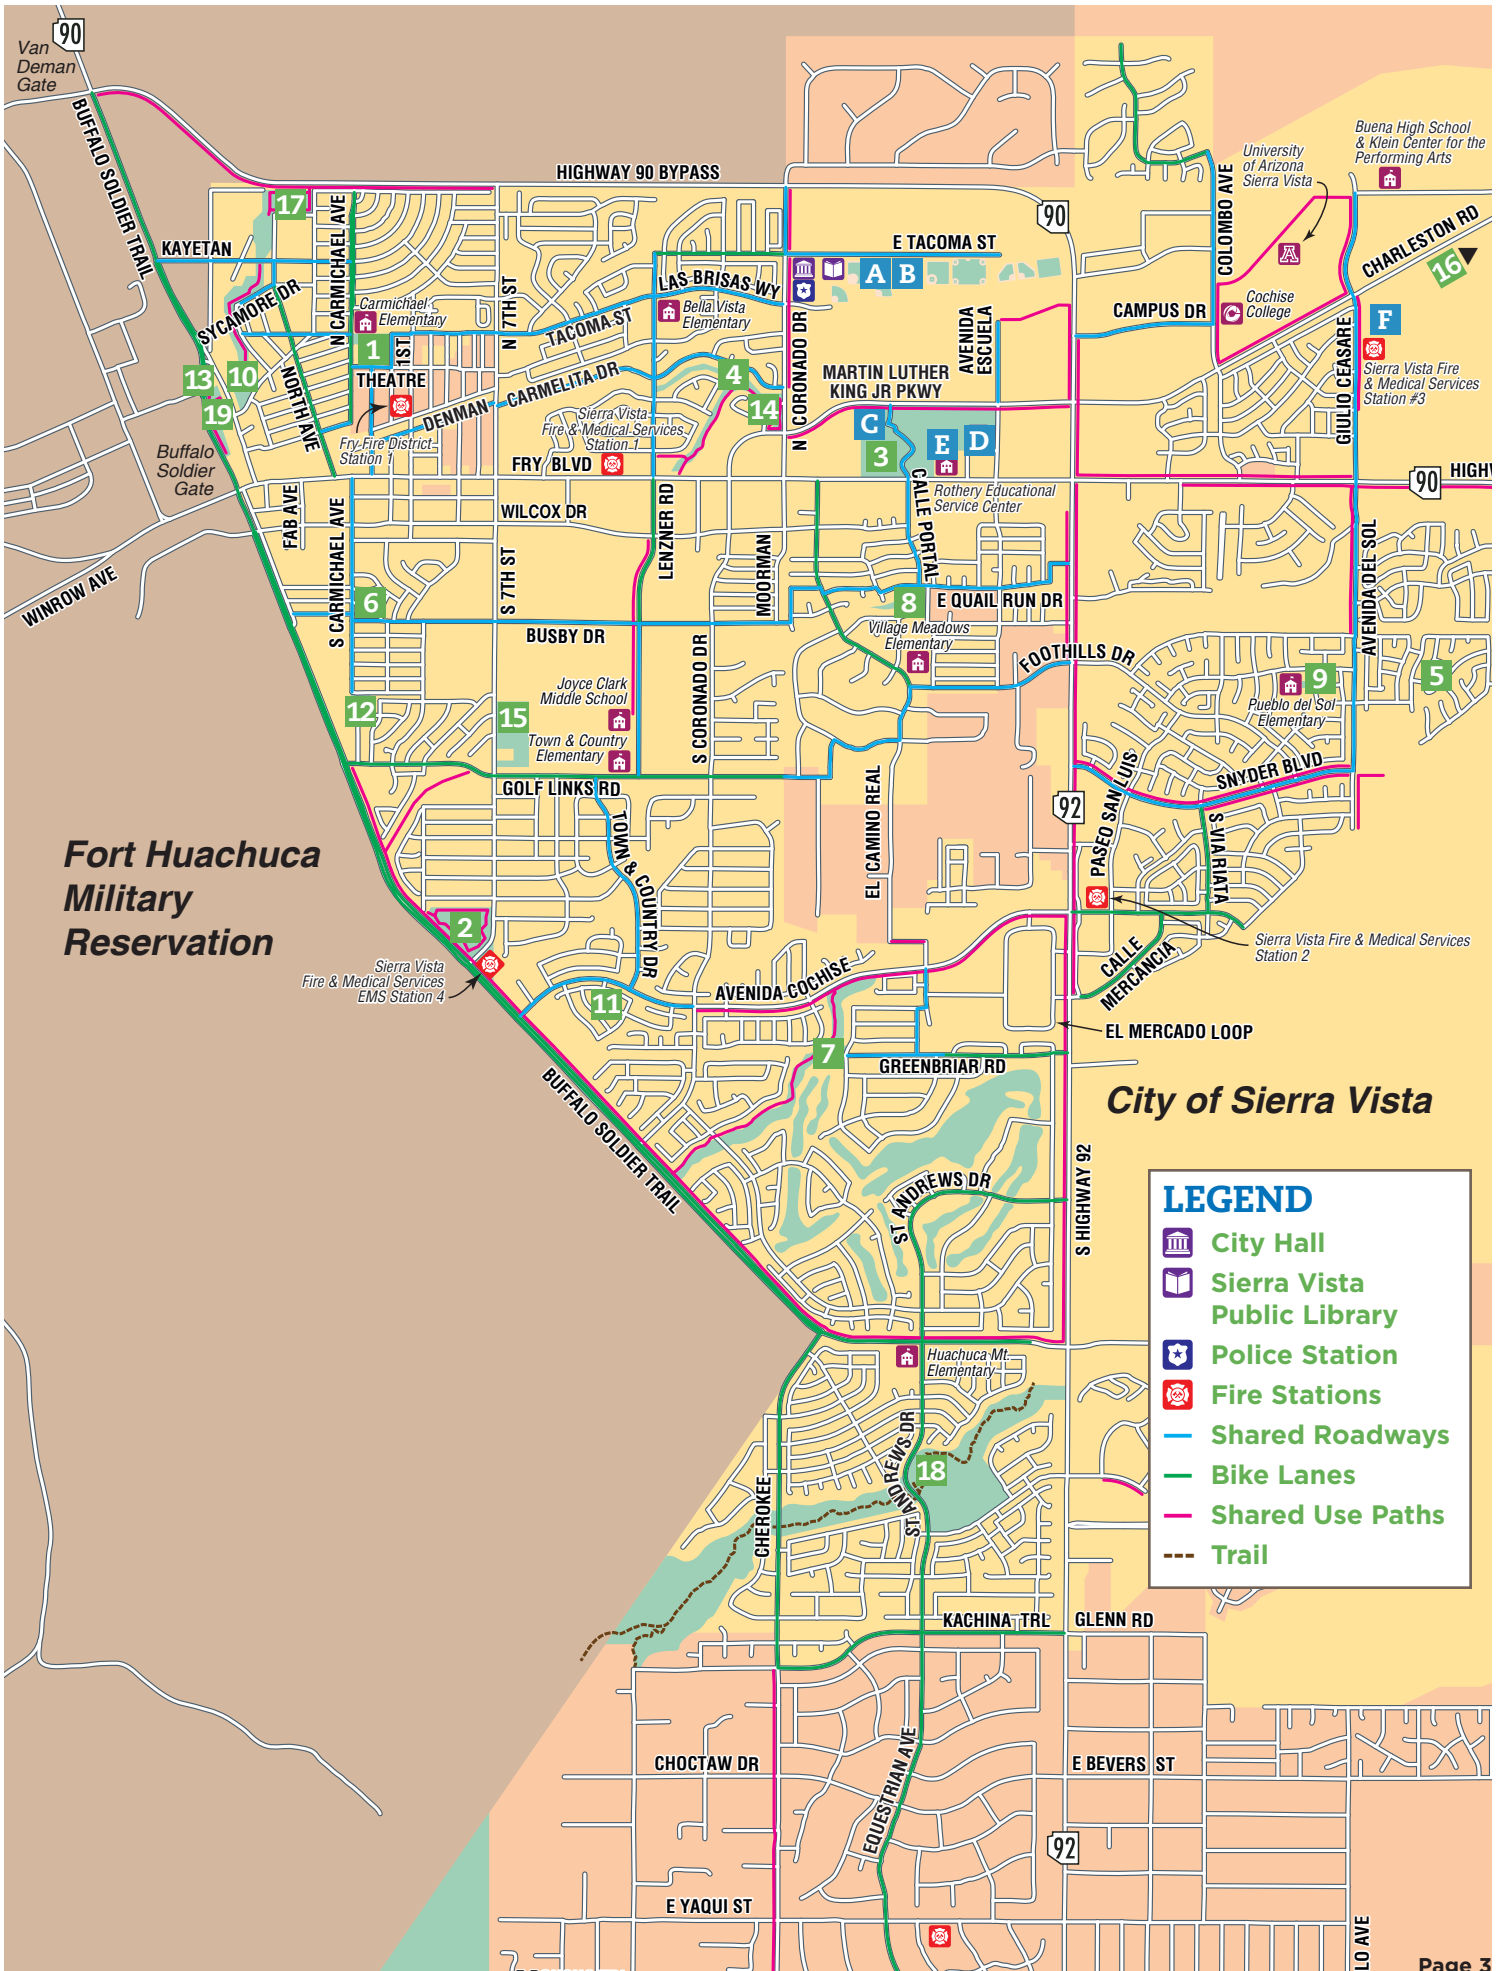 90
Van
Deman
Gate
BUFFALO SOLDIER TRAIL
HIGHWAY 90 BYPASS
90
COLOMBO AVE
University
of Arizona
Sierra Vista
Buena High School
& Klein Center for the
Performing Arts
A
CHARLESTON RD
16
17
KAYETAN
N CARMICHAEL AVE
E TACOMA ST
A
B
SYCAMORE DR
Carmichael
Elementary
1
1ST
N 7TH ST
LAS BRISAS WY
TACOMA ST
Bella Vista
Elementary
N CORONADO DR
AVENIDA
ESCUELA
CAMPUS DR
C
Cochise
College
F
GIULIO CEASARE
Sierra Vista Fire
& Medical Services
Station #3
13
10
19
NORTH AVE
THEATRE
DENMAN
CARMELITA DR
4
14
MARTIN LUTHER
KING JR PKWY
C
3
E
D
Buffalo
Soldier
Gate
Fry Fire District
Station 1
Sierra Vista
Fire & Medical Services
Station 1
FRY BLVD
90
HIGHW
FAB AVE
S CARMICHAEL AVE
WILCOX DR
S 7TH ST
LENZNER RD
MOORMAN
CALLE PORTAL
Rothery Educational
Service Center
AVENIDA DEL SOL
WINROW AVE
6
BUSBY DR
8
E QUAIL RUN DR
Village Meadows
Elementary
FOOTHILLS DR
9
5
Pueblo del Sol
Elementary
12
15
Joyce Clark
Middle School
Town & Country
Elementary
S CORONADO DR
GOLF LINKS RD
TOWN & COUNTRY DR
EL CAMINO REAL
92
PASEO SAN LUIS
SNYDER BLVD
S VIA RIATA
Fort Huachuca
Military
Reservation
2
Sierra Vista
Fire & Medical Services
EMS Station 4
11
AVENIDA COCHISE
CALLE
MERCANCIA
Sierra Vista Fire & Medical Services
Station 2
EL MERCADO LOOP
7
GREENBRIAR RD
BUFFALO SOLDIER TRAIL
City of Sierra Vista
ST ANDREWS DR
S HIGHWAY 92
LEGEND
City Hall
Sierra Vista
Public Library
Police Station
Fire Stations
Shared Roadways
Bike Lanes
Shared Use Paths
Trail
Huachuca Mt.
Elementary
ST ANDREWS DR
18
CHEROKEE
KACHINA TRL
GLENN RD
CHOCTAW DR
EQUESTRIAN AVE
E BEVERS ST
92
E YAQUI ST
LO AVE
Page 3